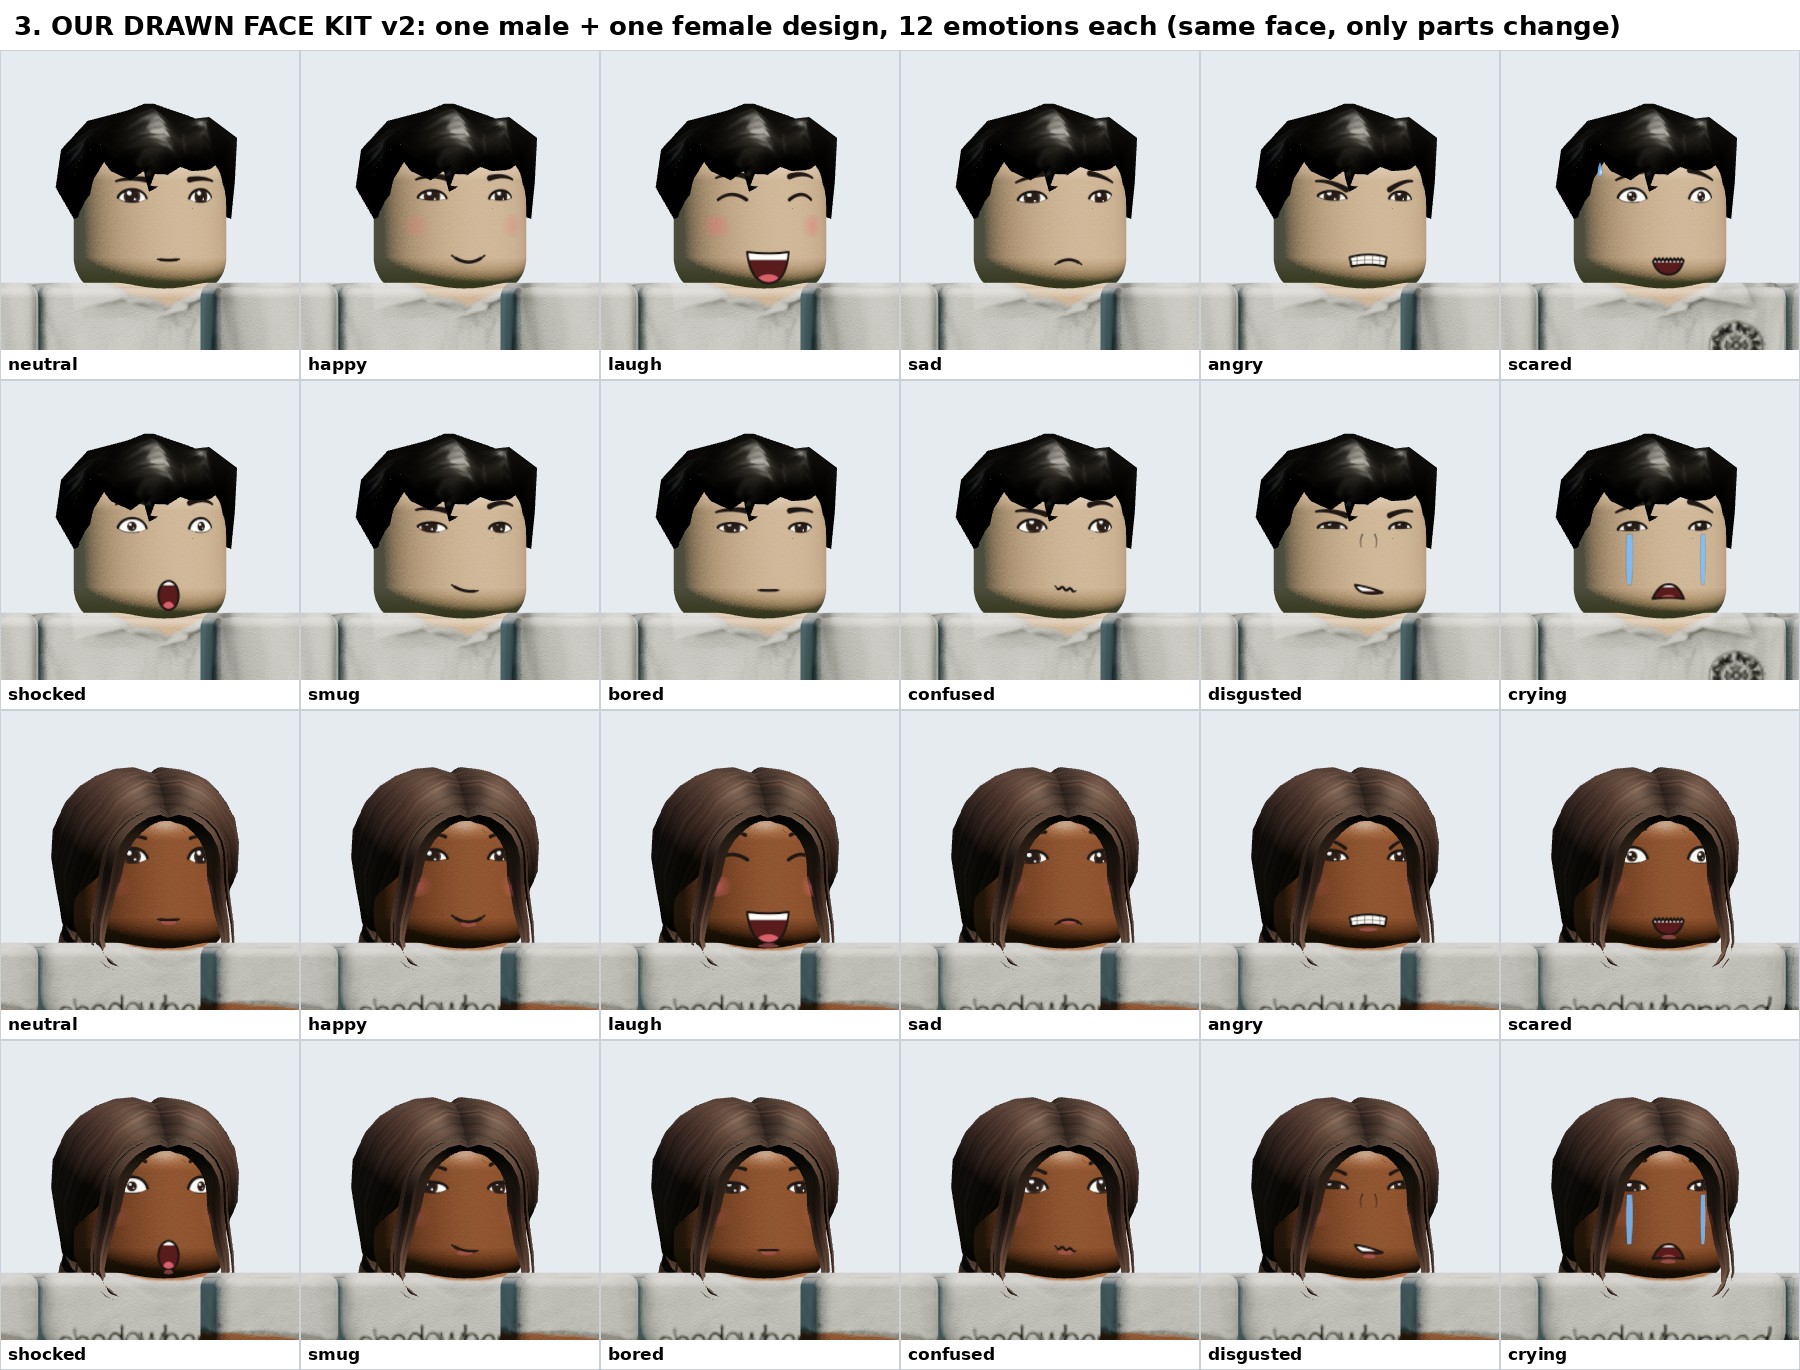 3. OUR DRAWN FACE KIT v2: one male + one female design, 12 emotions each (same face, only parts change)
neutral happy laugh sad angry scared
shocked smug bored confused disgusted crying
neutral happy laugh sad angry scared
shocked smug bored confused disgusted crying